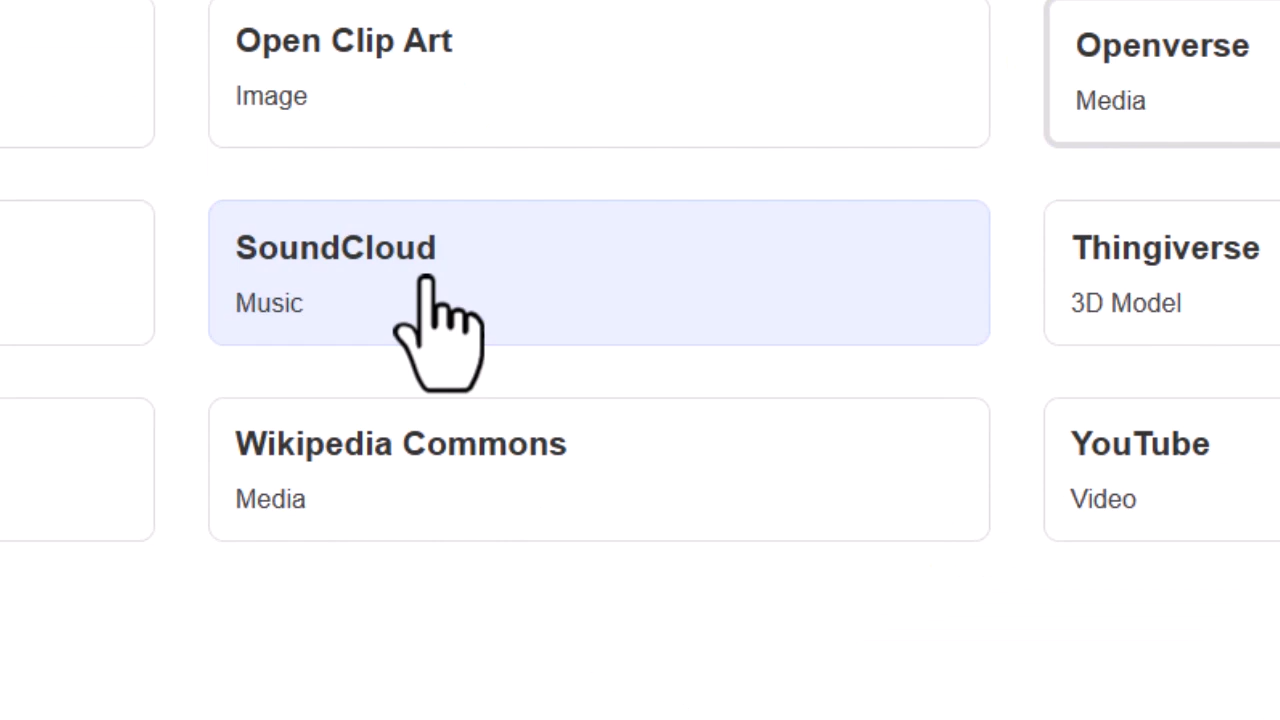 Open Clip Art
Image
Openverse
Media
SoundCloud
Music
Thingiverse
3D Model
Wikipedia Commons
Media
YouTube
Video